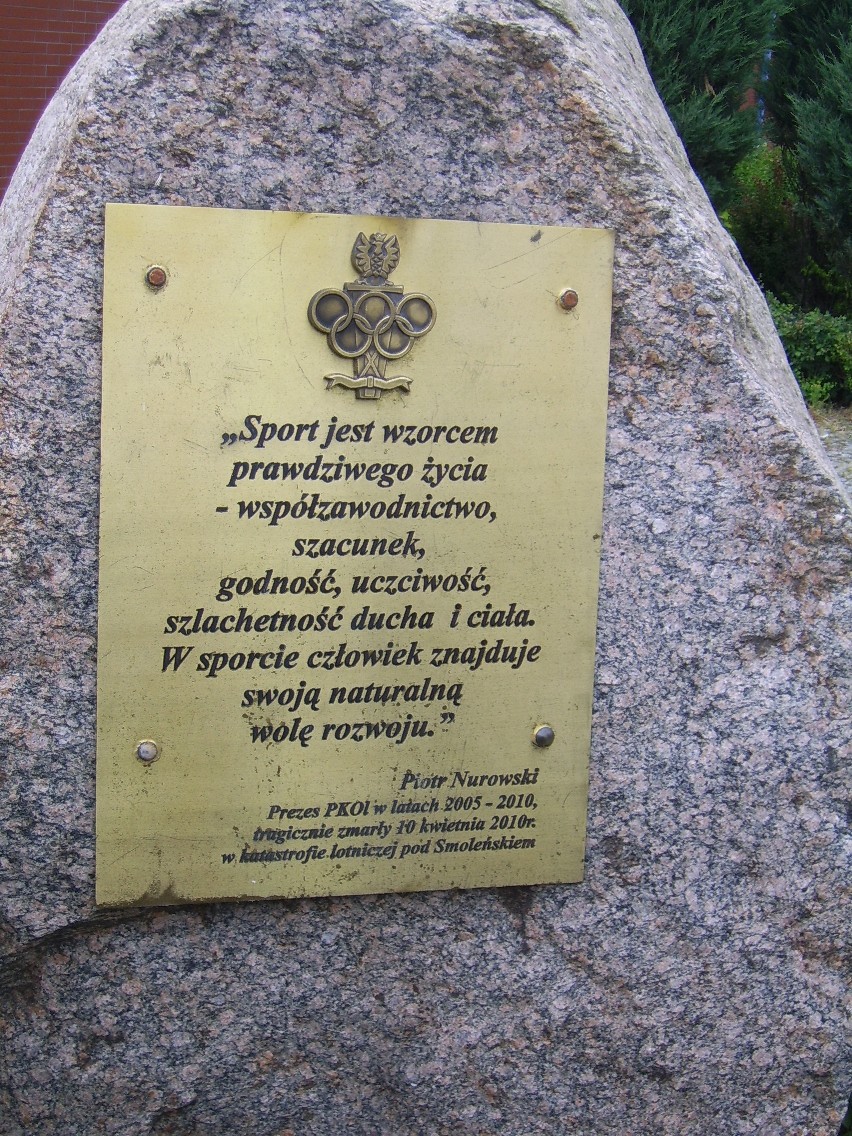 „Sport jest wzorcem
prawdziwego życia
- współzawodnictwo,
szacunek,
godność, uczciwość,
szlachetność ducha i ciała.
W sporcie człowiek znajduje
swoją naturalną
wolę rozwoju.”
Piotr Nurowski
Prezes PKOl w latach 2005 - 2010,
tragicznie zmarły 10 kwietnia 2010r.
w katastrofie lotniczej pod Smoleńskiem